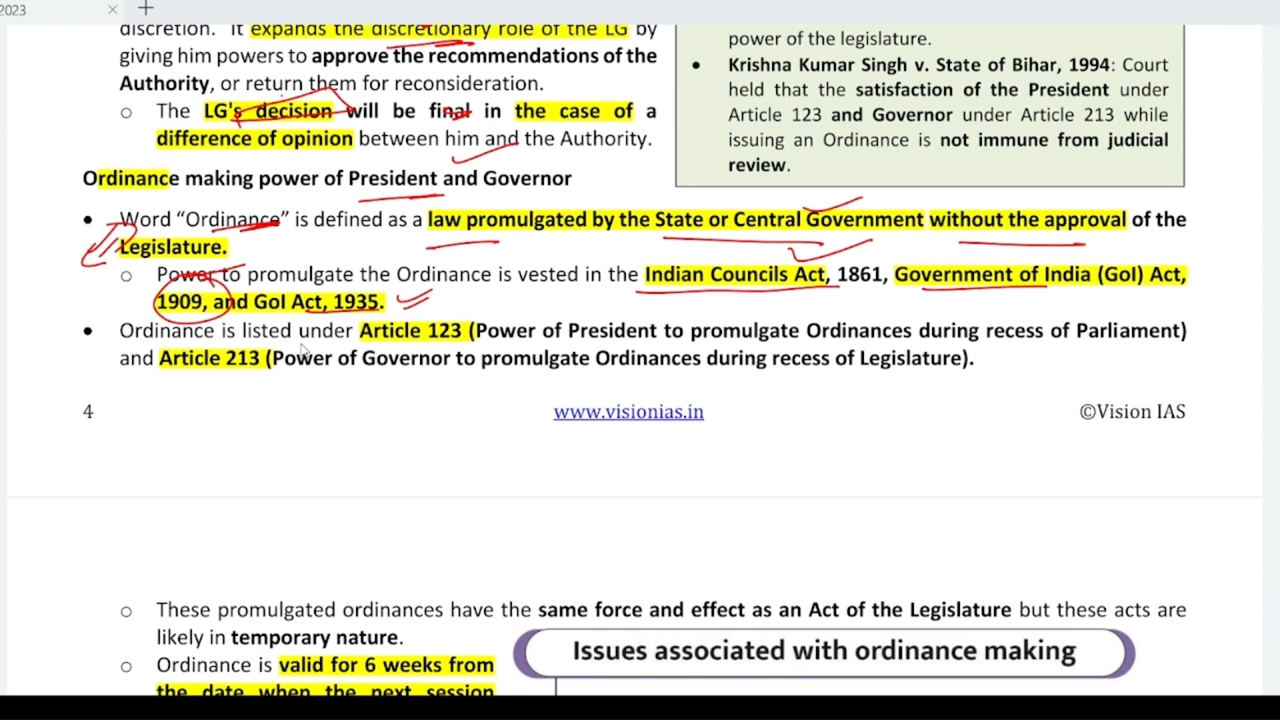 2023
discretion. It expands the discretionary role of the LG by
giving him powers to approve the recommendations of the
Authority, or return them for reconsideration.
o The LG's decision will be final in the case of a
difference of opinion between him and the Authority.
power of the legislature.
• Krishna Kumar Singh v. State of Bihar, 1994: Court
held that the satisfaction of the President under
Article 123 and Governor under Article 213 while
issuing an Ordinance is not immune from judicial
review.
Ordinance making power of President and Governor
• Word “Ordinance” is defined as a law promulgated by the State or Central Government without the approval of the
Legislature.
o Power to promulgate the Ordinance is vested in the Indian Councils Act, 1861, Government of India (GoI) Act,
1909, and GoI Act, 1935.
• Ordinance is listed under Article 123 (Power of President to promulgate Ordinances during recess of Parliament)
and Article 213 (Power of Governor to promulgate Ordinances during recess of Legislature).
4 www.visionias.in ©Vision IAS
o These promulgated ordinances have the same force and effect as an Act of the Legislature but these acts are
likely in temporary nature.
o Ordinance is valid for 6 weeks from
the date when the next session
Issues associated with ordinance making